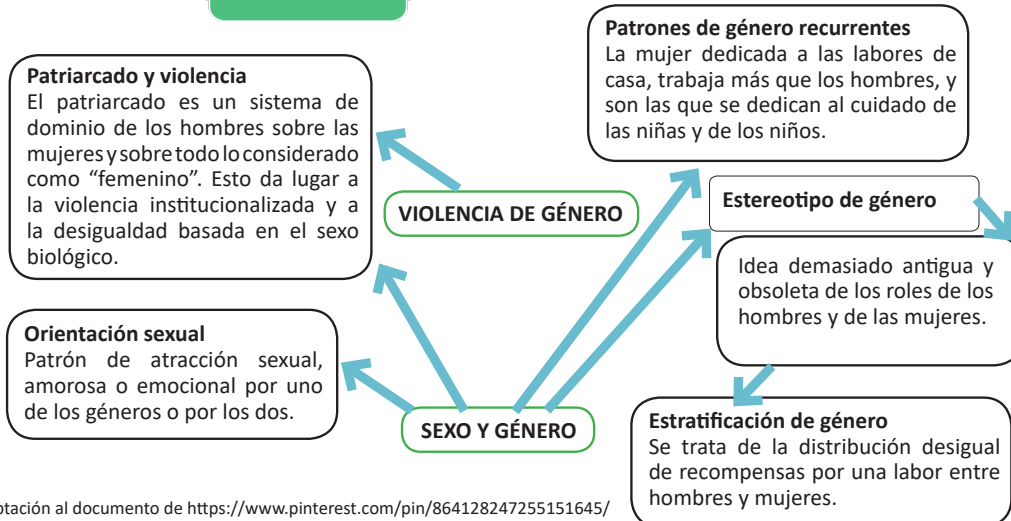 Patrones de género recurrentes
La mujer dedicada a las labores de
casa, trabaja más que los hombres, y
son las que se dedican al cuidado de
las niñas y de los niños.
Patriarcado y violencia
El patriarcado es un sistema de
dominio de los hombres sobre las
mujeres y sobre todo lo considerado
como “femenino”. Esto da lugar a
la violencia institucionalizada y a
la desigualdad basada en el sexo
biológico.
VIOLENCIA DE GÉNERO
Estereotipo de género
Idea demasiado antigua y
obsoleta de los roles de los
hombres y de las mujeres.
Orientación sexual
Patrón de atracción sexual,
amorosa o emocional por uno
de los géneros o por los dos.
SEXO Y GÉNERO
Estratificación de género
Se trata de la distribución desigual
de recompensas por una labor entre
hombres y mujeres.
al documento de https://www.pinterest.com/pin/864128247255151645/